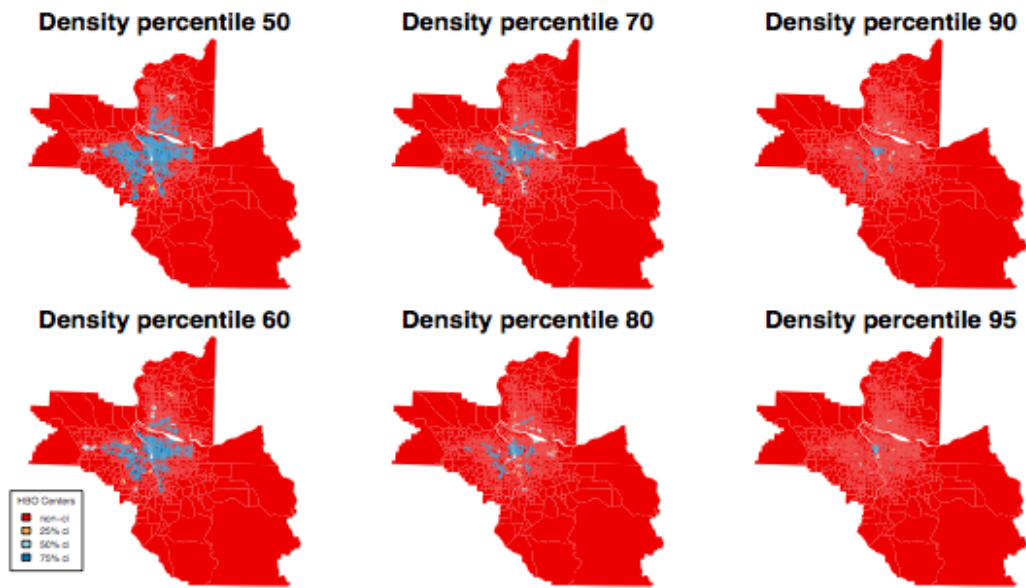 Density percentile 50
Density percentile 70
Density percentile 90
Density percentile 60
Density percentile 80
Density percentile 95
HBO Centers
non-ci
25% ci
50% ci
75% ci